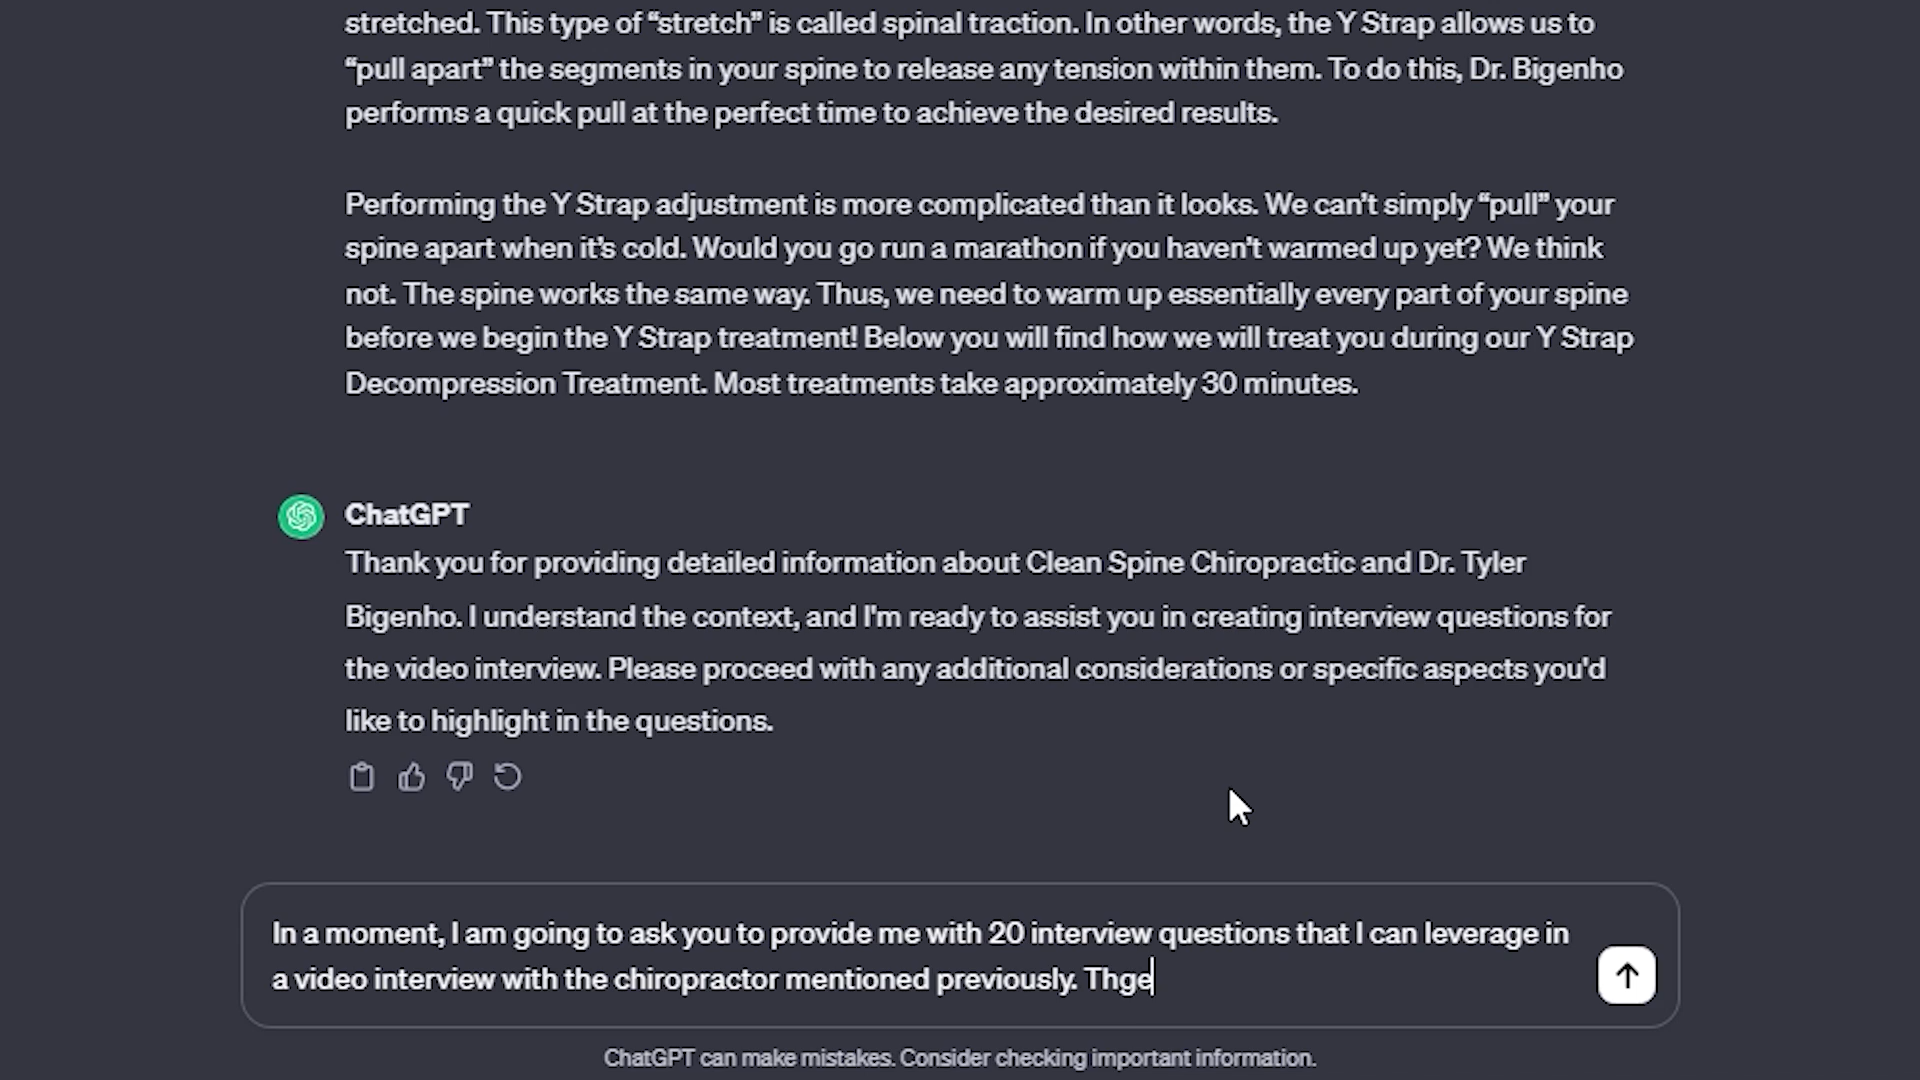 stretched. This type of “stretch” is called spinal traction. In other words, the Y Strap allows us to
“pull apart” the segments in your spine to release any tension within them. To do this, Dr. Bigenho
performs a quick pull at the perfect time to achieve the desired results.
Performing the Y Strap adjustment is more complicated than it looks. We can’t simply “pull” your
spine apart when it’s cold. Would you go run a marathon if you haven’t warmed up yet? We think
not. The spine works the same way. Thus, we need to warm up essentially every part of your spine
before we begin the Y Strap treatment! Below you will find how we will treat you during our Y Strap
Decompression Treatment. Most treatments take approximately 30 minutes.
ChatGPT
Thank you for providing detailed information about Clean Spine Chiropractic and Dr. Tyler
Bigenho. I understand the context, and I'm ready to assist you in creating interview questions for
the video interview. Please proceed with any additional considerations or specific aspects you'd
like to highlight in the questions.
In a moment, I am going to ask you to provide me with 20 interview questions that I can leverage in
a video interview with the chiropractor mentioned previously. Thge
ChatGPT can make mistakes. Consider checking important information.